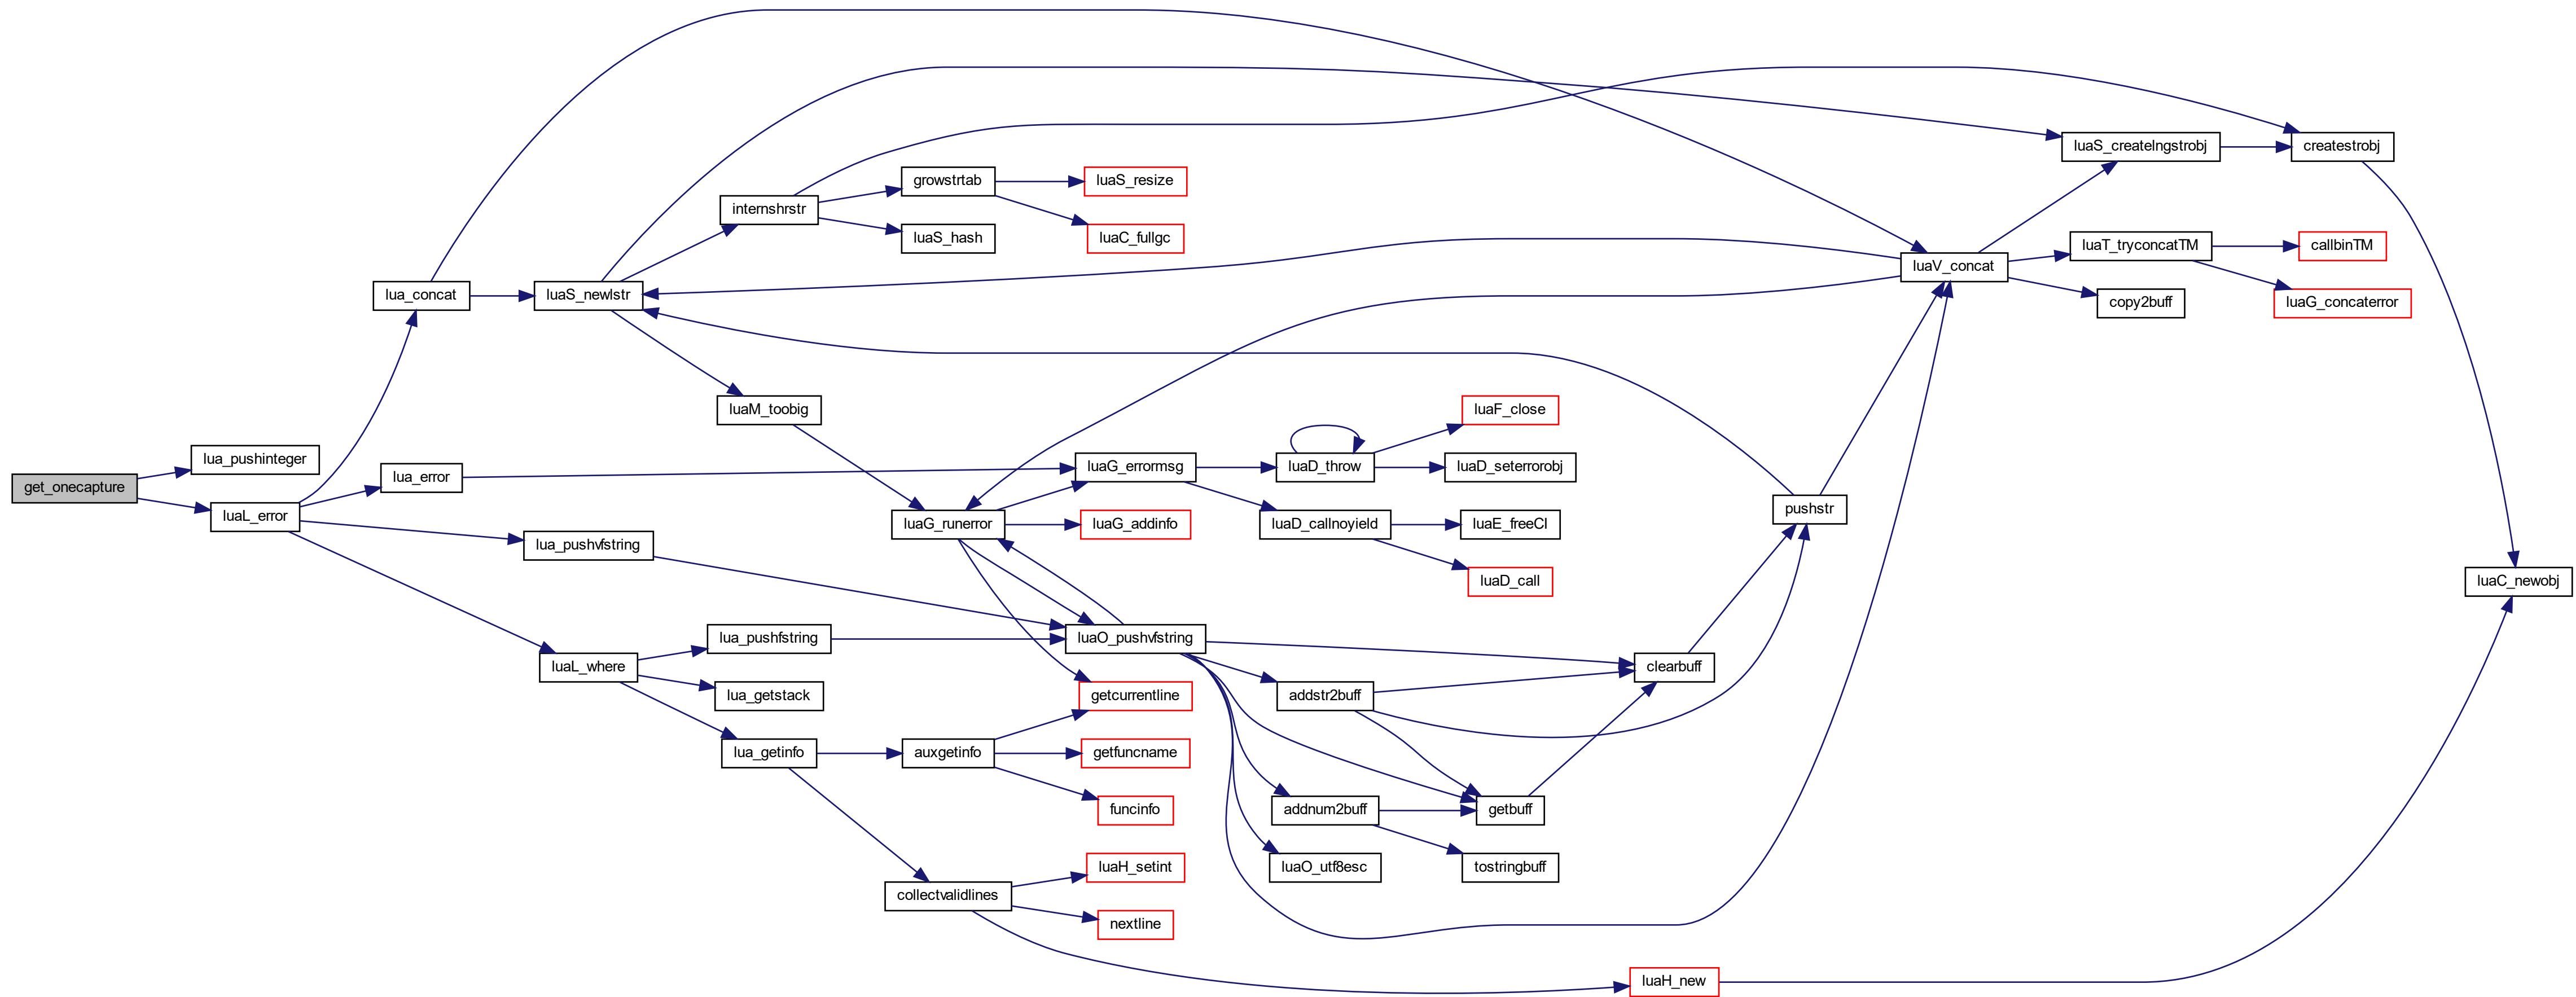 get_onecapture
lua_pushinteger
luaL_error
lua_concat
lua_error
lua_pushvfstring
luaL_where
luaS_newlstr
internshrstr
growstrtab
luaS_hash
luaS_resize
luaC_fullgc
luaM_toobig
luaG_runerror
luaG_errormsg
luaG_addinfo
luaD_throw
luaD_callnoyield
luaF_close
luaD_seterrorobj
luaE_freeCI
luaD_call
lua_pushfstring
lua_getstack
lua_getinfo
luaO_pushvfstring
getcurrentline
auxgetinfo
getfuncname
funcinfo
collectvalidlines
luaH_setint
nextline
luaH_new
addstr2buff
addnum2buff
luaO_utf8esc
getbuff
tostringbuff
clearbuff
pushstr
luaV_concat
luaS_createlngstrobj
luaT_tryconcatTM
copy2buff
createstrobj
callbinTM
luaG_concaterror
luaC_newobj